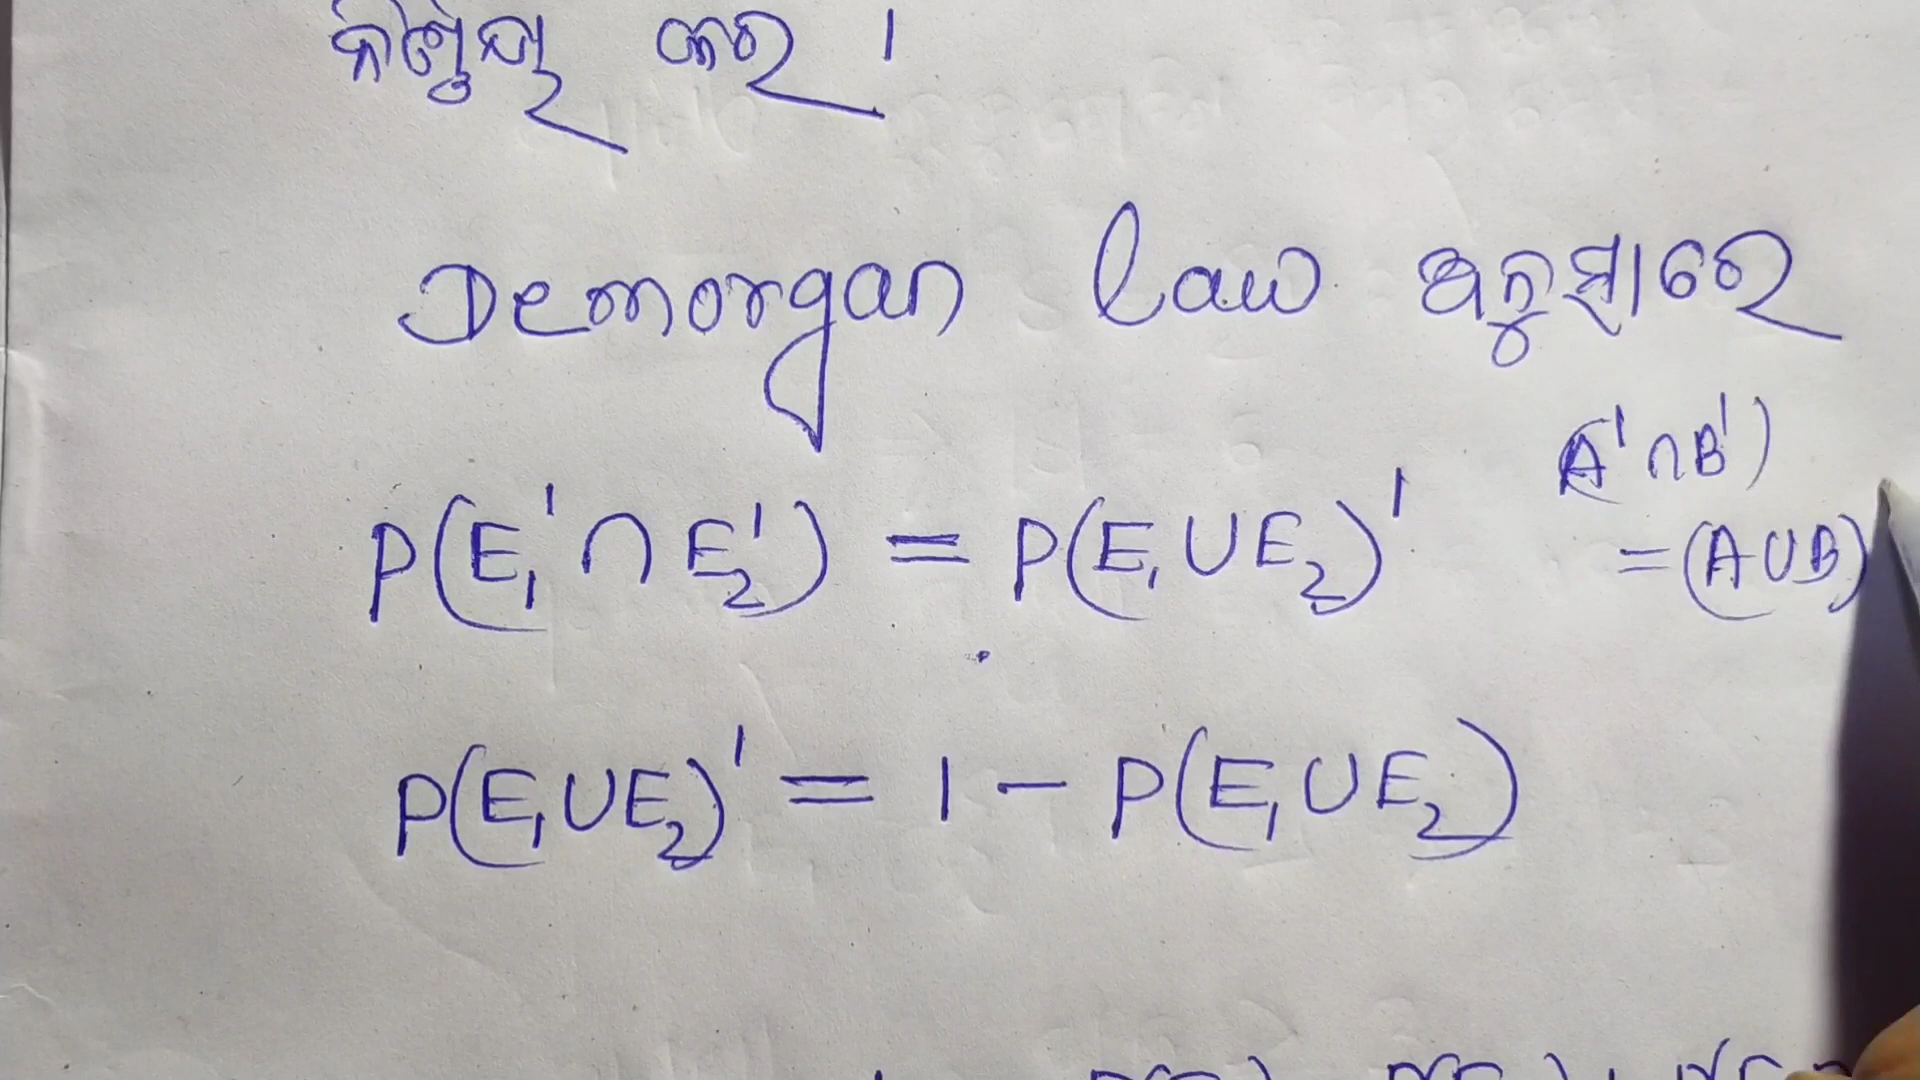 ନିର୍ଣ୍ଣୟ କର ।
Demorgan law ଅନୁସାରେ
(A'∩B')
P(E₁'∩E₂') = P(E₁∪E₂)'
=(A∪B)
P(E₁∪E₂)' = 1 - P(E₁∪E₂)